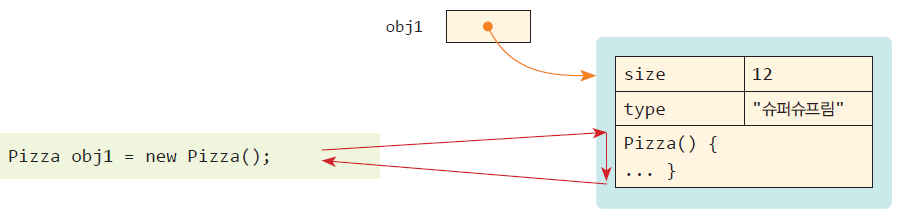 obj1
size 12
type "슈퍼슈프림"
Pizza obj1 = new Pizza();
Pizza() {
... }